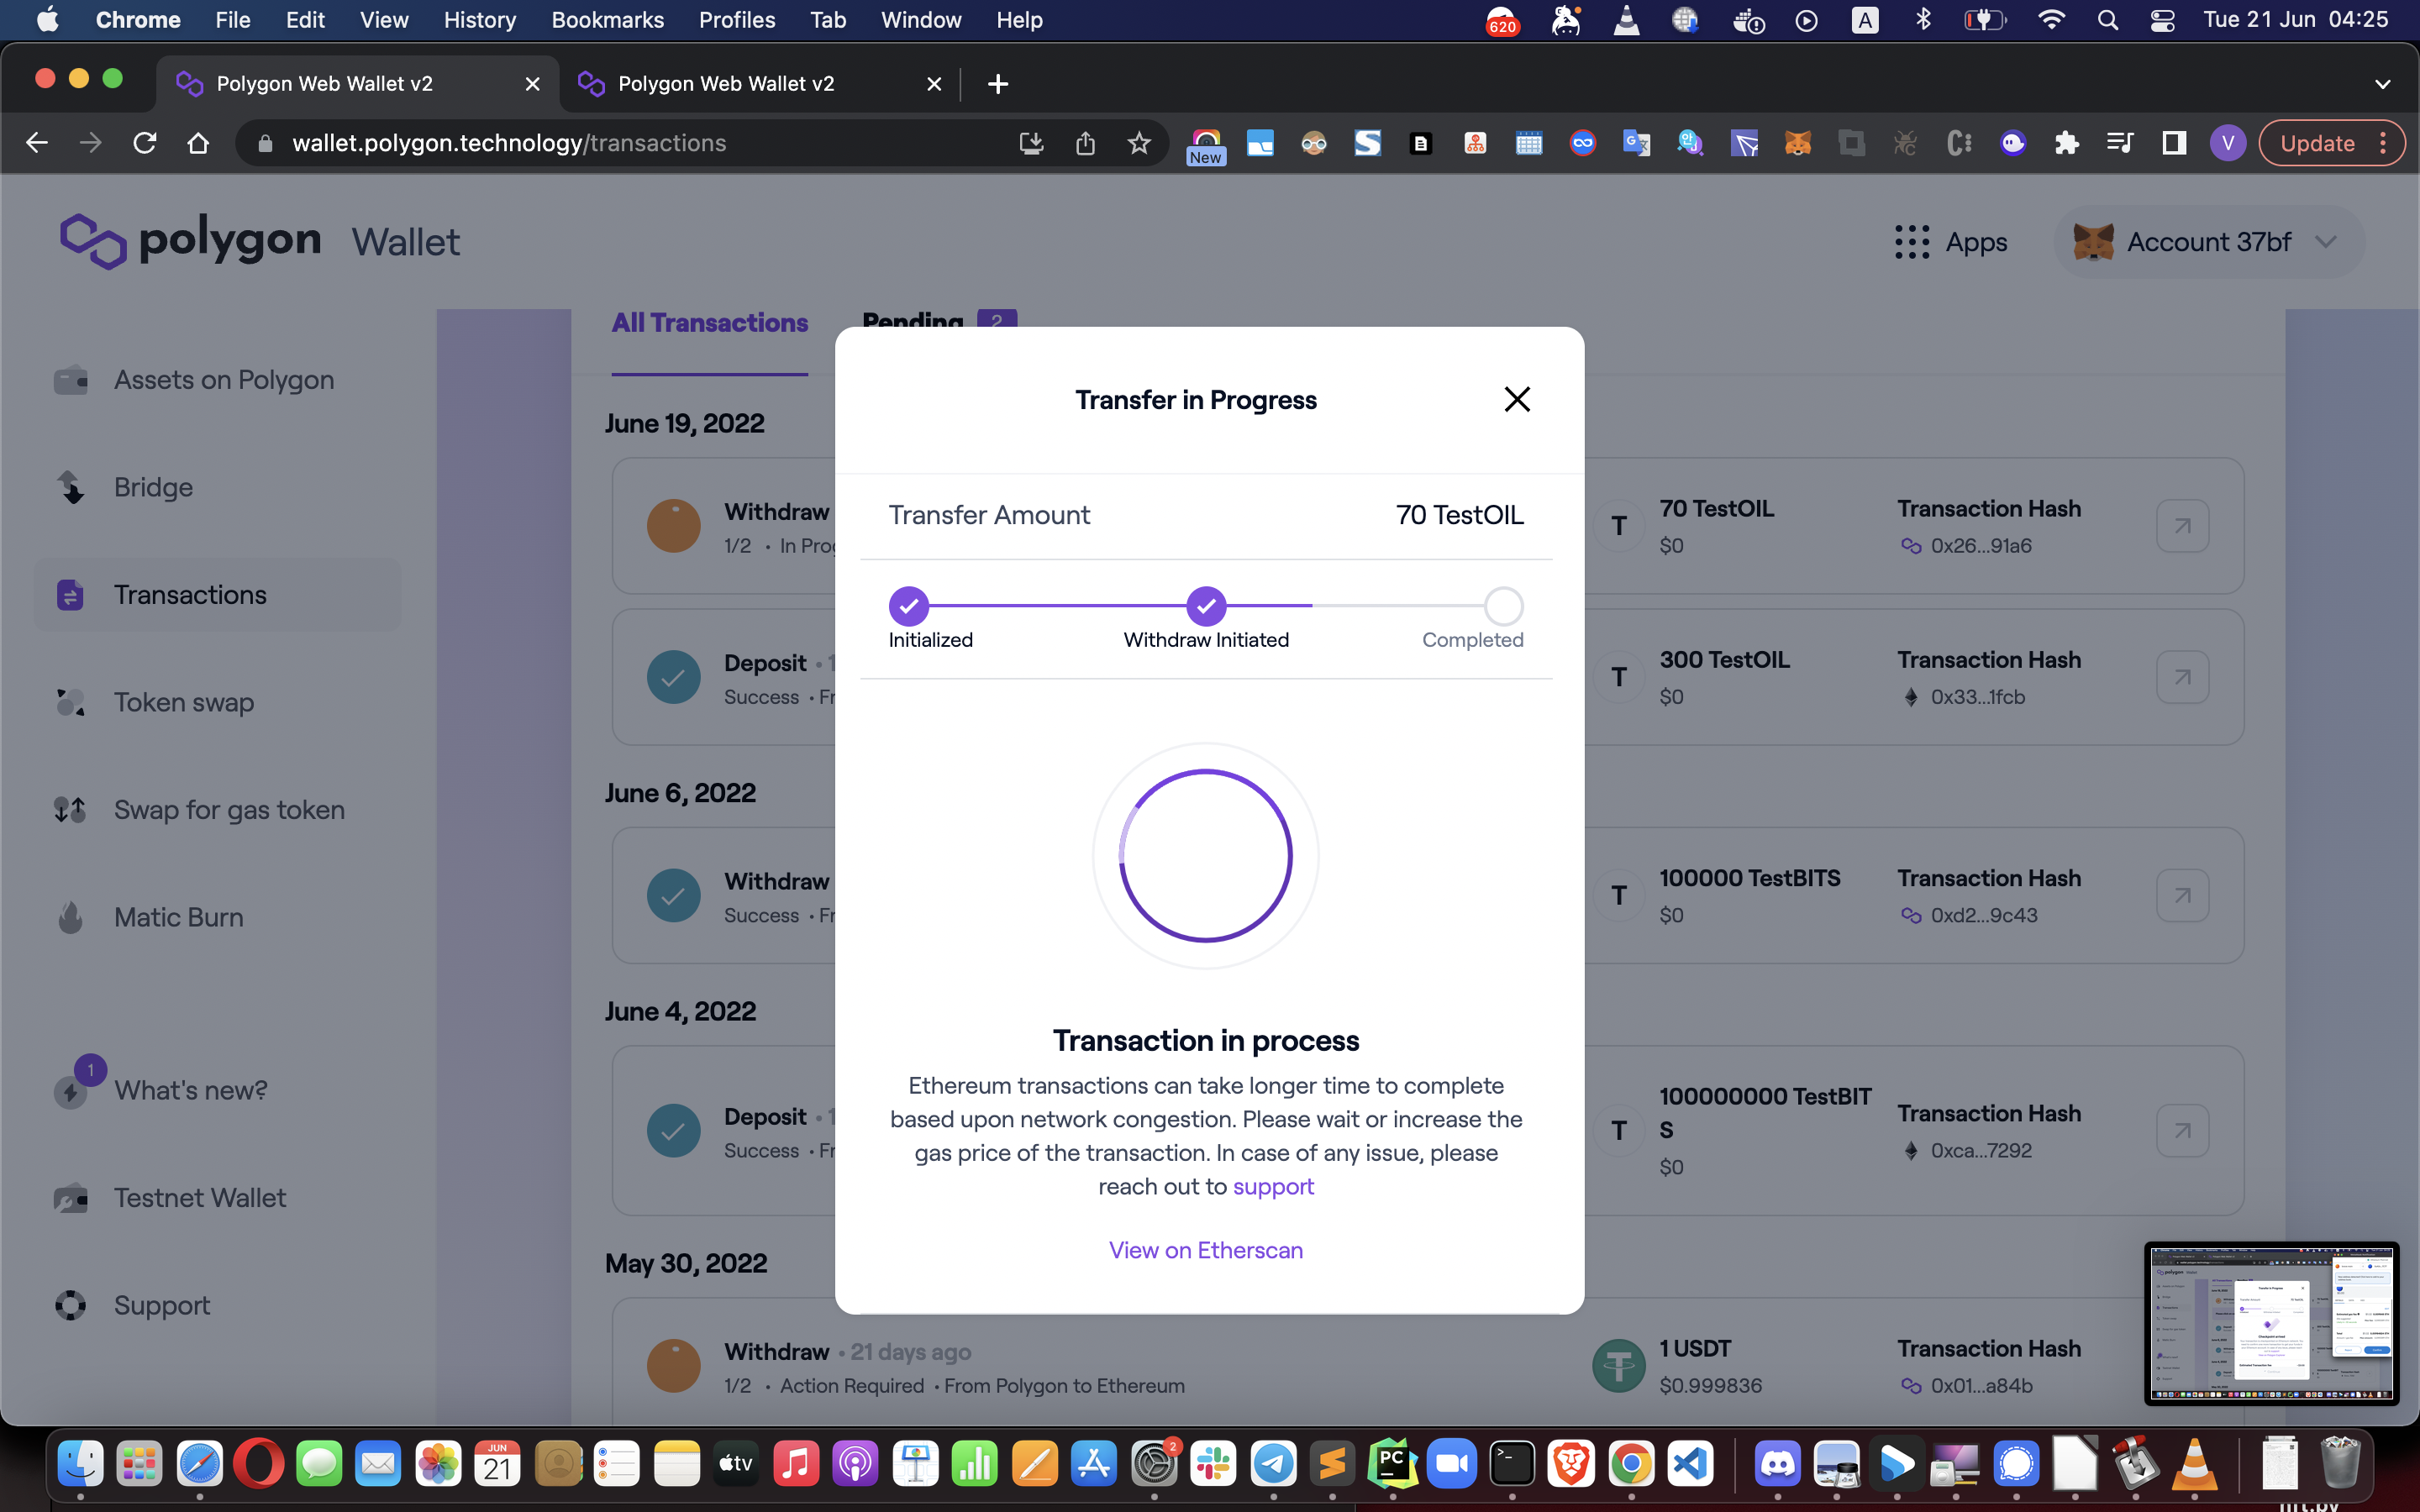 Chrome File Edit View History Bookmarks Profiles Tab Window Help
620
A
Tue 21 Jun 04:25
Polygon Web Wallet v2
Polygon Web Wallet v2
wallet.polygon.technology/transactions
New
V
Update
polygon Wallet
Apps
Account 37bf
Assets on Polygon
Bridge
Transactions
Token swap
Swap for gas token
Matic Burn
1
What's new?
Testnet Wallet
Support
All Transactions
Pending 2
June 19, 2022
Withdraw
1/2 • In Prog
T
70 TestOIL
$0
Transaction Hash
0x26...91a6
Deposit • 1
Success • Fr
T
300 TestOIL
$0
Transaction Hash
0x33...1fcb
June 6, 2022
Withdraw
Success • Fr
T
100000 TestBITS
$0
Transaction Hash
0xd2...9c43
June 4, 2022
Deposit • 1
Success • Fr
T
100000000 TestBIT
S
$0
Transaction Hash
0xca...7292
May 30, 2022
Withdraw • 21 days ago
1/2 • Action Required • From Polygon to Ethereum
1 USDT
$0.999836
Transaction Hash
0x01...a84b
Transfer in Progress
Transfer Amount
70 TestOIL
Initialized
Withdraw Initiated
Completed
Transaction in process
Ethereum transactions can take longer time to complete
based upon network congestion. Please wait or increase the
gas price of the transaction. In case of any issue, please
reach out to support
View on Etherscan
JUN
21
tv
2
PC
nft.py